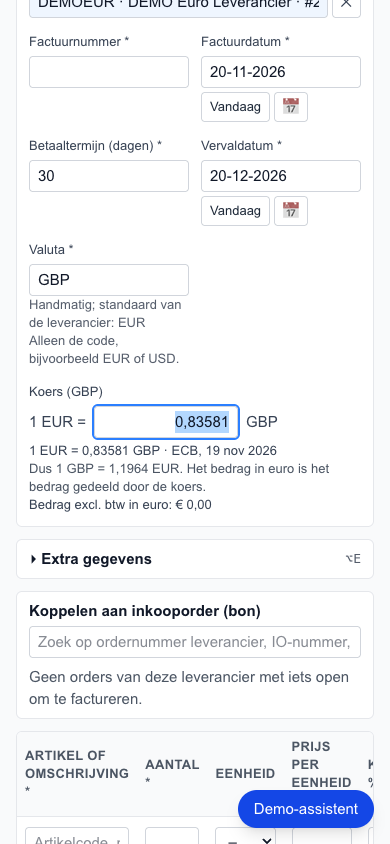 DEMOEUR · DEMO Euro Leverancier · #2
Factuurnummer * Factuurdatum *
20-11-2026
Vandaag
Betaaltermijn (dagen) * Vervaldatum *
30 20-12-2026
Vandaag
Valuta *
GBP
Handmatig; standaard van
de leverancier: EUR
Alleen de code,
bijvoorbeeld EUR of USD.
Koers (GBP)
1 EUR = 0,83581 GBP
1 EUR = 0,83581 GBP · ECB, 19 nov 2026
Dus 1 GBP = 1,1964 EUR. Het bedrag in euro is het
bedrag gedeeld door de koers.
Bedrag excl. btw in euro: € 0,00
Extra gegevens ⌥E
Koppelen aan inkooporder (bon)
Zoek op ordernummer leverancier, IO-nummer,
Geen orders van deze leverancier met iets open
om te factureren.
ARTIKEL OF
OMSCHRIJVING
*
AANTAL
*
EENHEID
PRIJS
PER
EENHEID
Demo-assistent
Artikelcode,